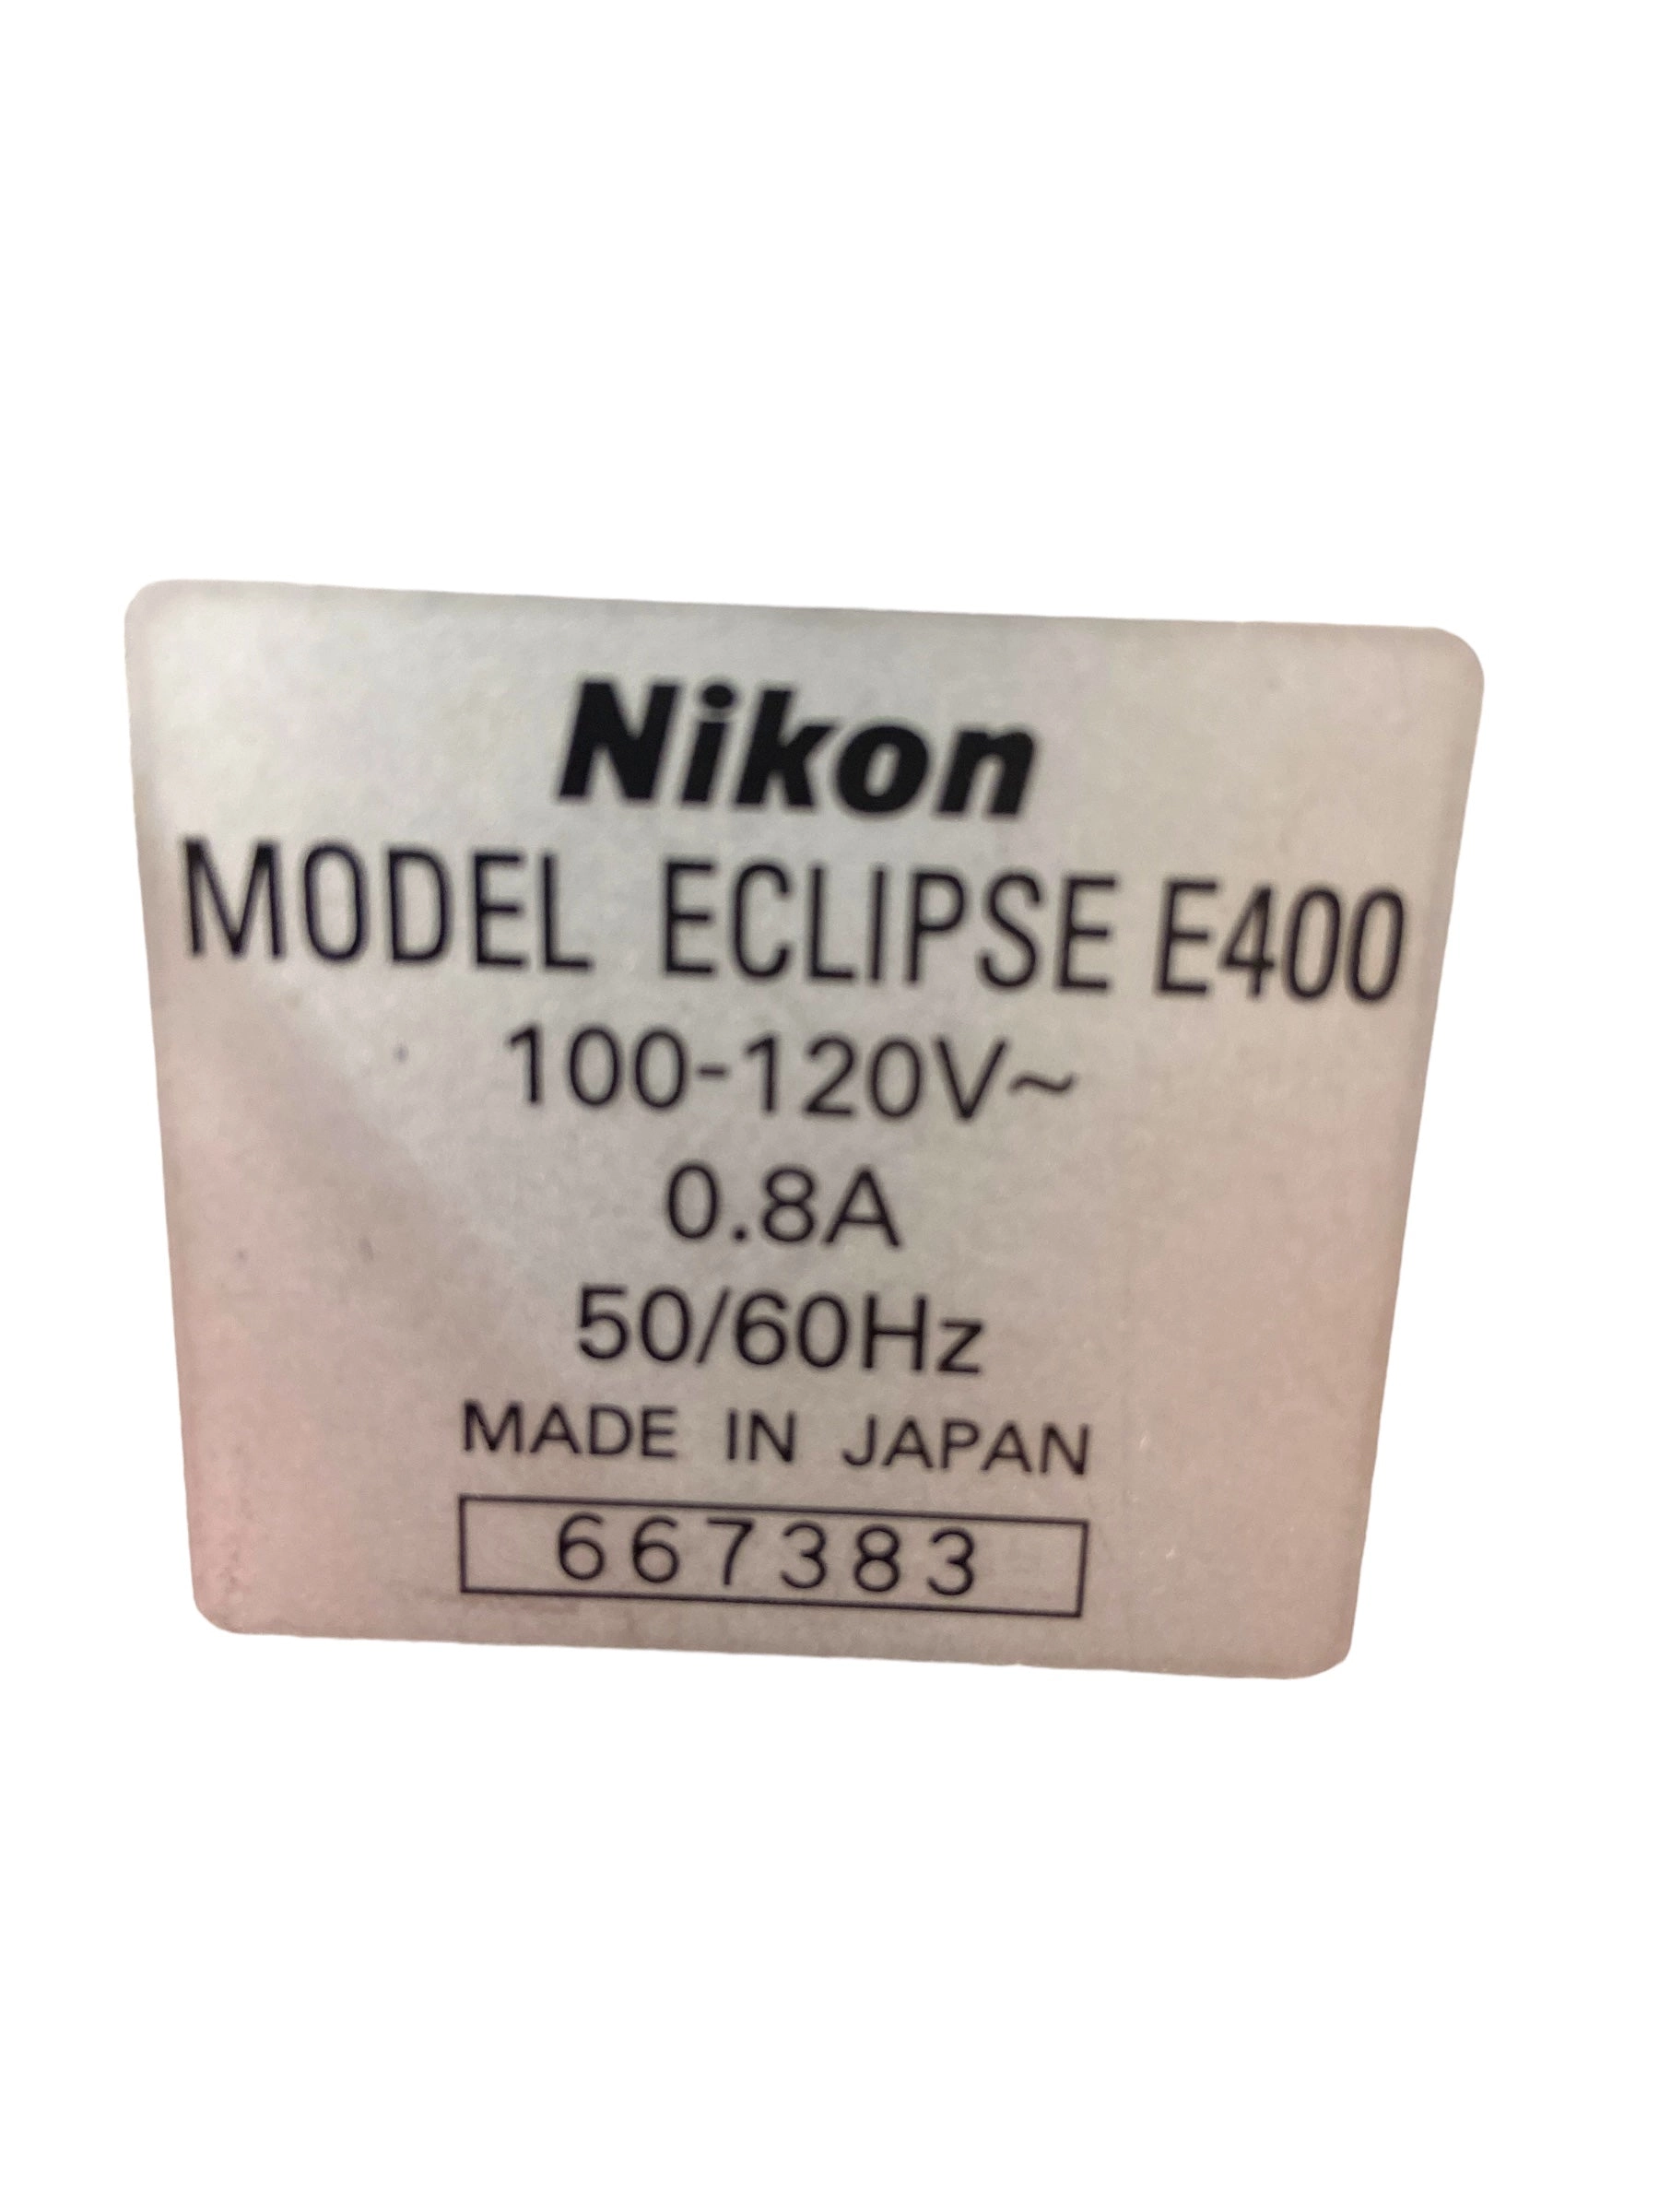 Nikon
MODEL ECLIPSE E400
100-120V~
0.8A
50/60Hz
MADE IN JAPAN
667383